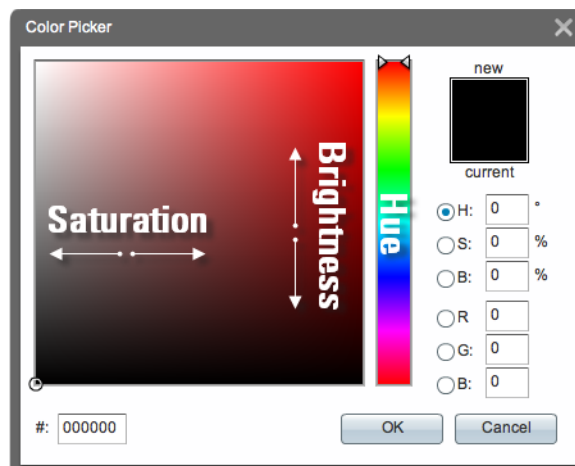 Color Picker
new
current
Saturation
Brightness
Hue
H: 0 °
S: 0 %
B: 0 %
R 0
G: 0
B: 0
#: 000000
OK
Cancel